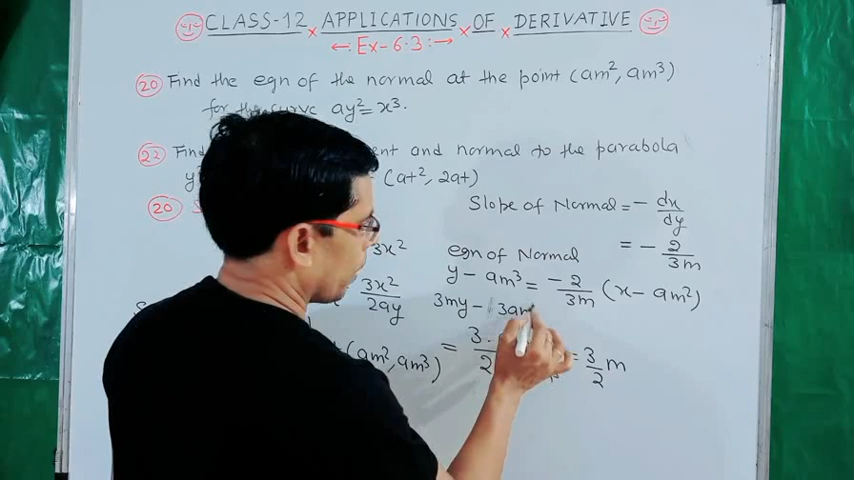 CLASS-12 x APPLICATIONS x OF x DERIVATIVE
←: Ex-6.3 :→
20 Find the eqn of the normal at the point (am², am³)
for the curve ay²=x³.
22 Find and normal to the parabola
(at², 2at)
20
Slope of Normal = - dx/dy
3x²
= - 2/3m
eqn of Normal
y - am³ = -2/3m (x - am²)
3x²/2ay
3my - 3am
(am², am³) = 3. = 3/2 m